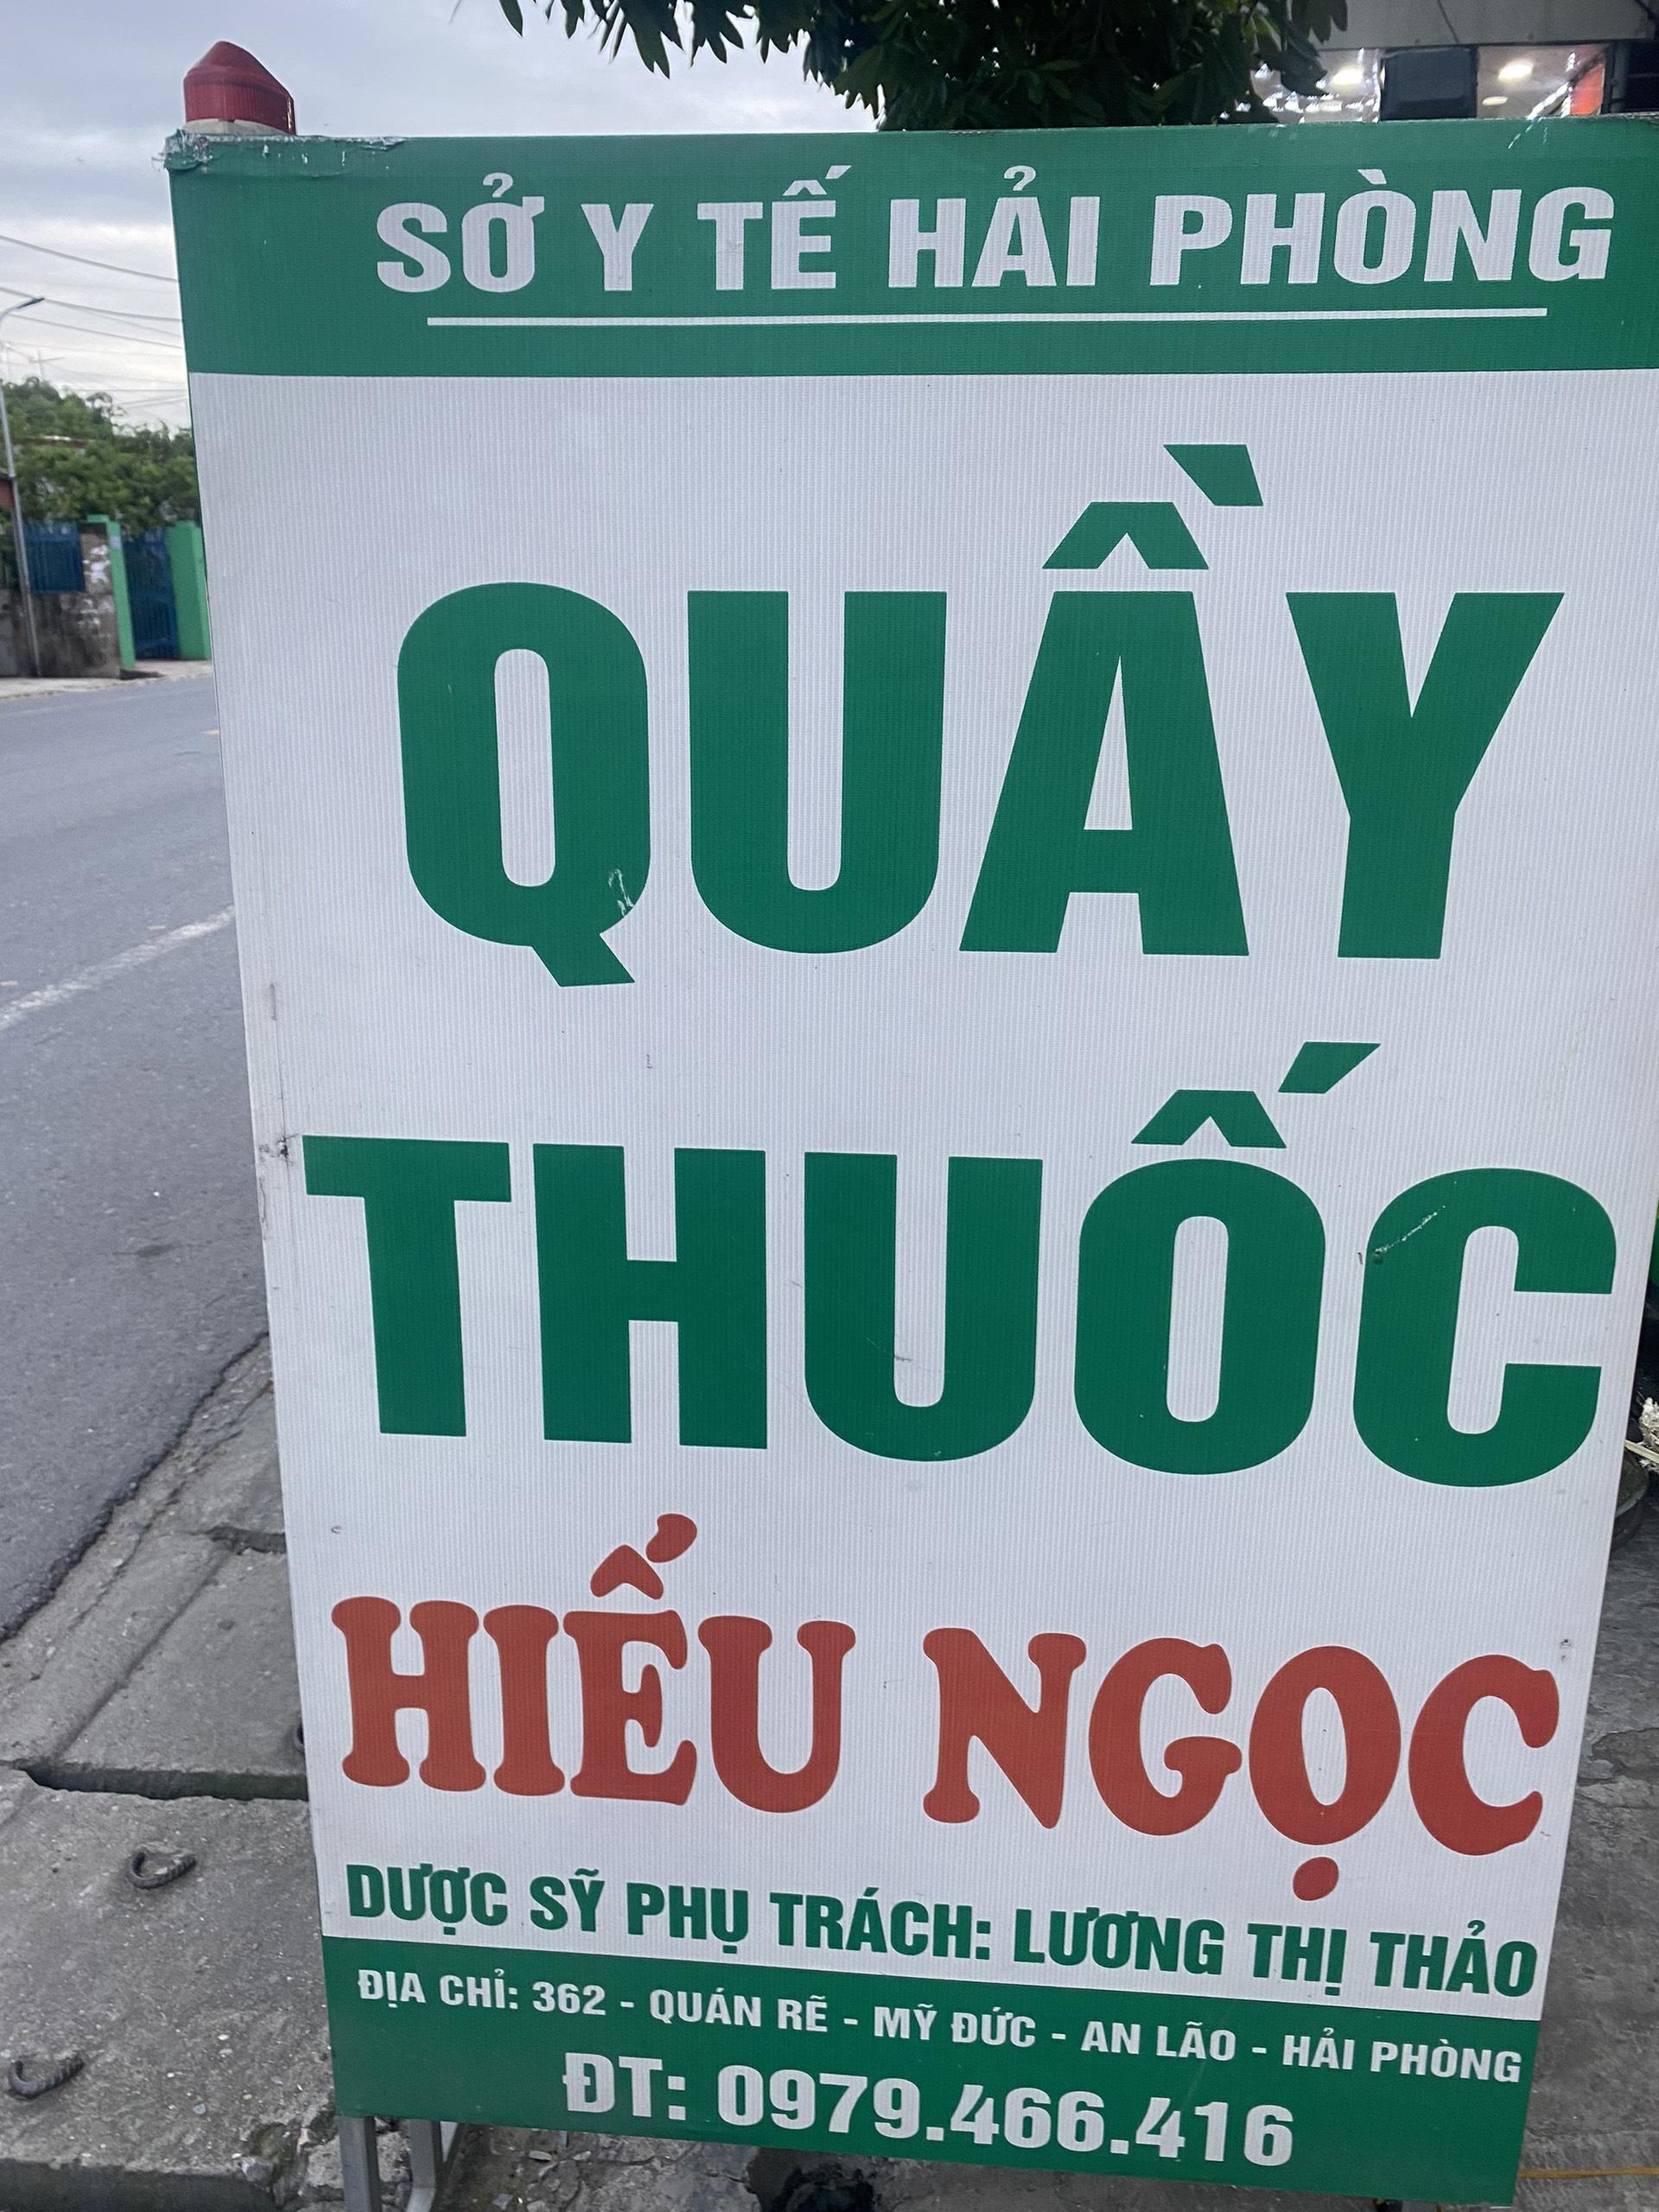 SỞ Y TẾ HẢI PHÒNG
QUẦY
THUỐC
HIẾU NGỌC
DƯỢC SỸ PHỤ TRÁCH: LƯƠNG THỊ THẢO
ĐỊA CHỈ: 362 - QUÁN RẼ - MỸ ĐỨC - AN LÃO - HẢI PHÒNG
ĐT: 0979.466.416